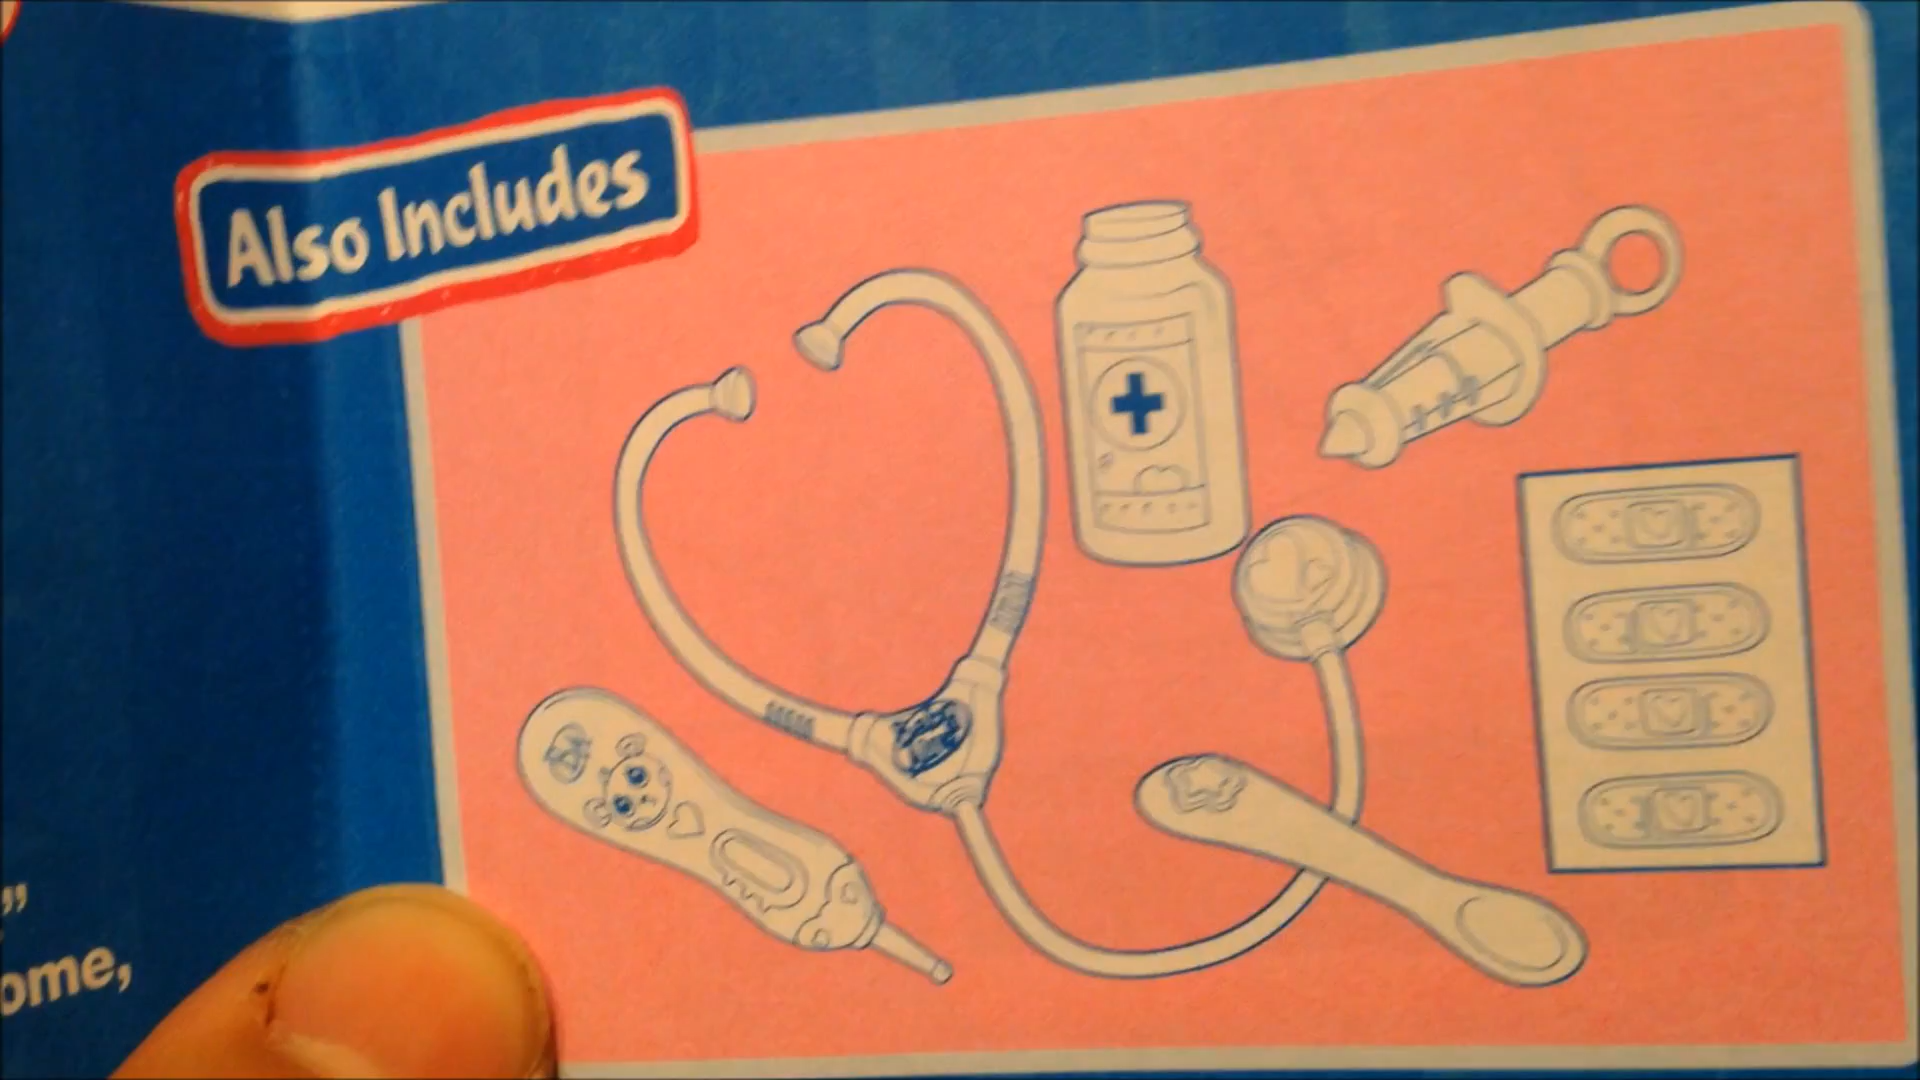 Also Includes
”
ome,